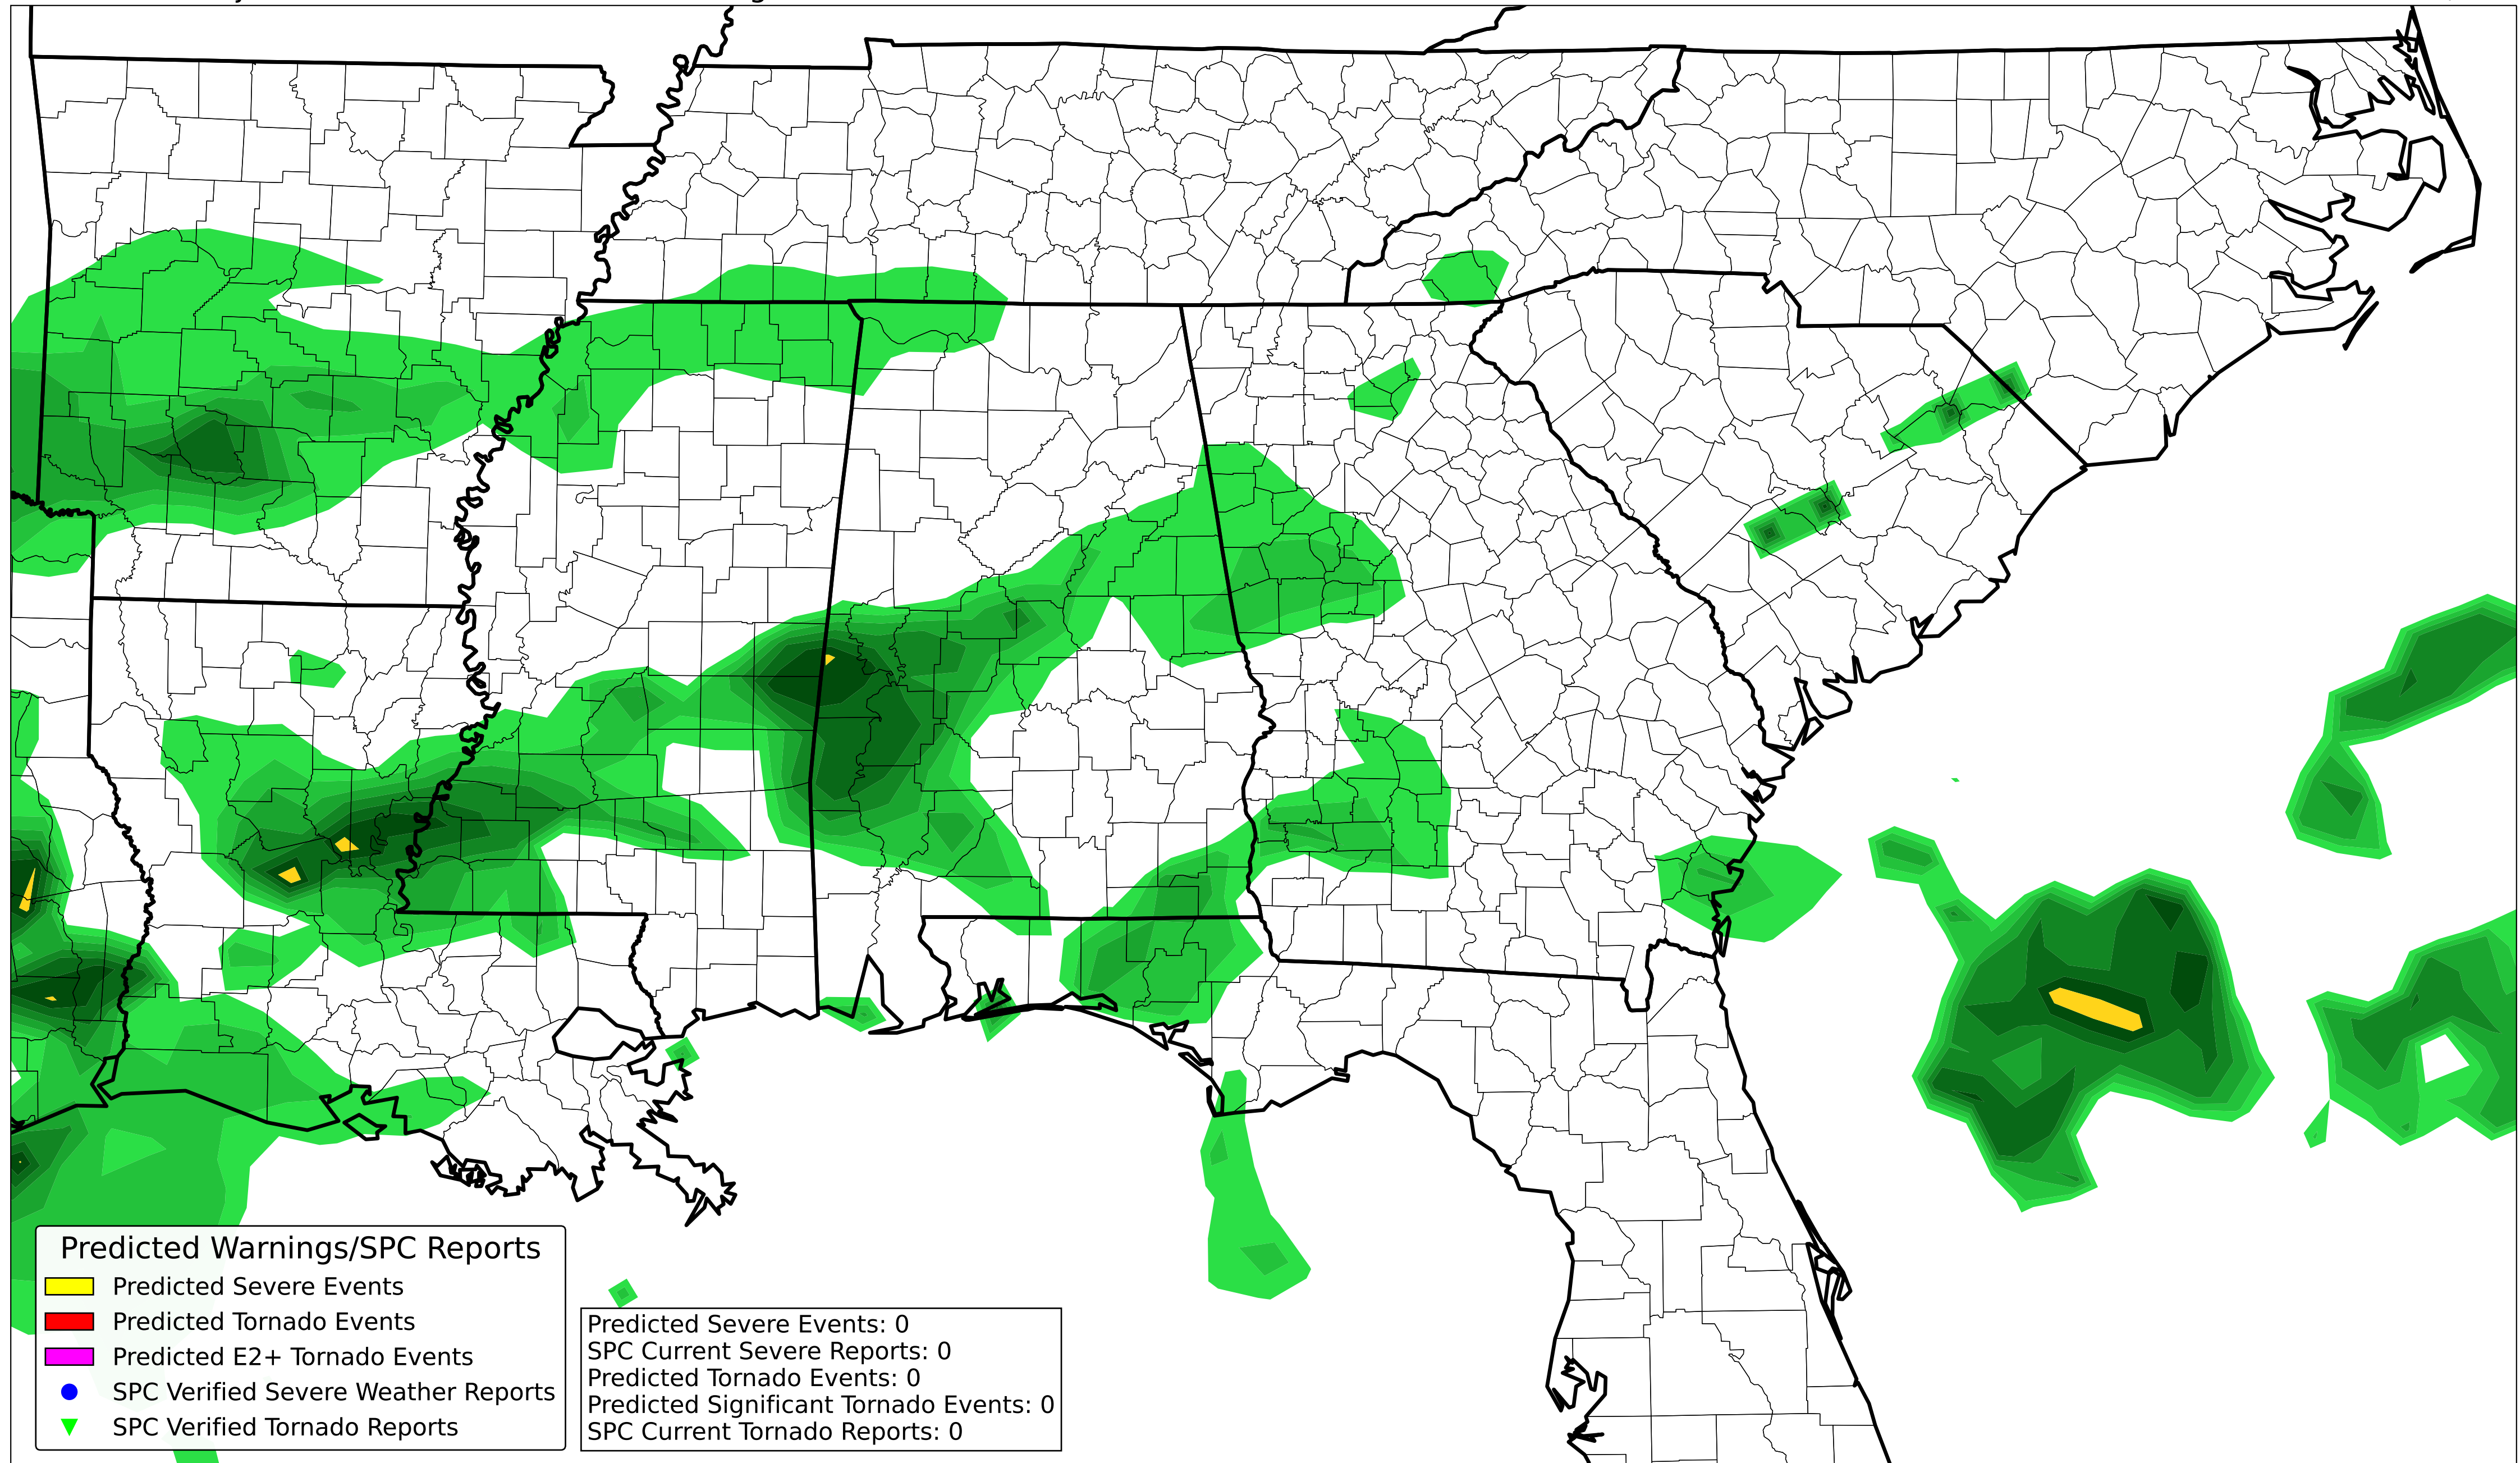 Predicted Warnings/SPC Reports
Predicted Severe Events
Predicted Tornado Events
Predicted E2+ Tornado Events
SPC Verified Severe Weather Reports
SPC Verified Tornado Reports
Predicted Severe Events: 0
SPC Current Severe Reports: 0
Predicted Tornado Events: 0
Predicted Significant Tornado Events: 0
SPC Current Tornado Reports: 0